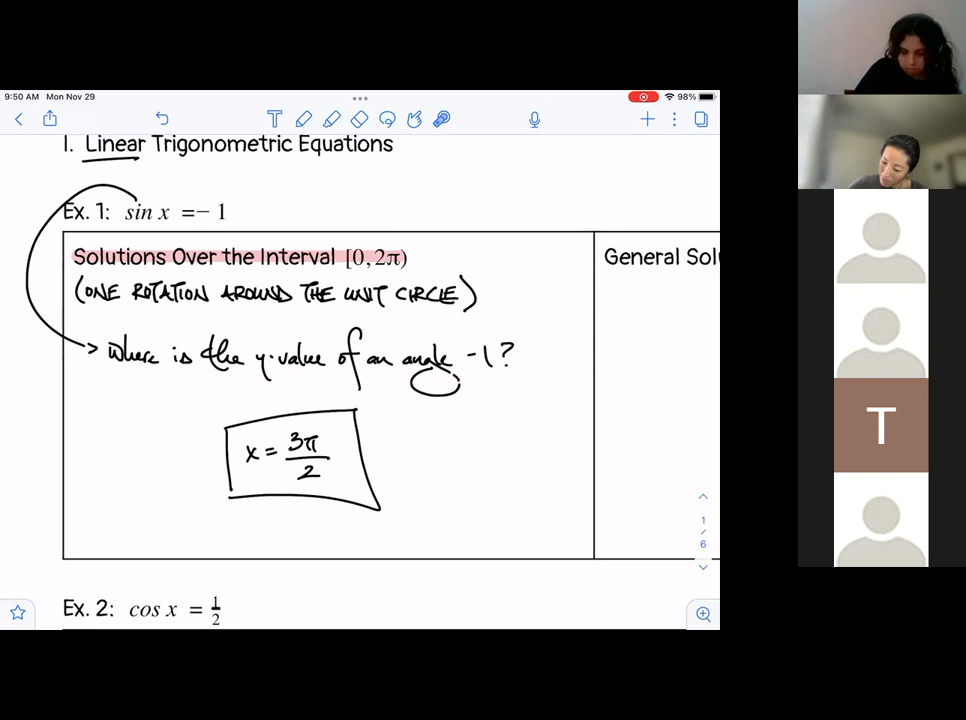 9:50 AM Mon Nov 29
98%
I. Linear Trigonometric Equations
Ex. 1: sin x = − 1
Solutions Over the Interval [0, 2π)
General Sol
(ONE ROTATION AROUND THE UNIT CIRCLE)
> Where is the y-value of an angle -1?
x = 3π/2
1
/
6
Ex. 2: cos x = 1/2
T